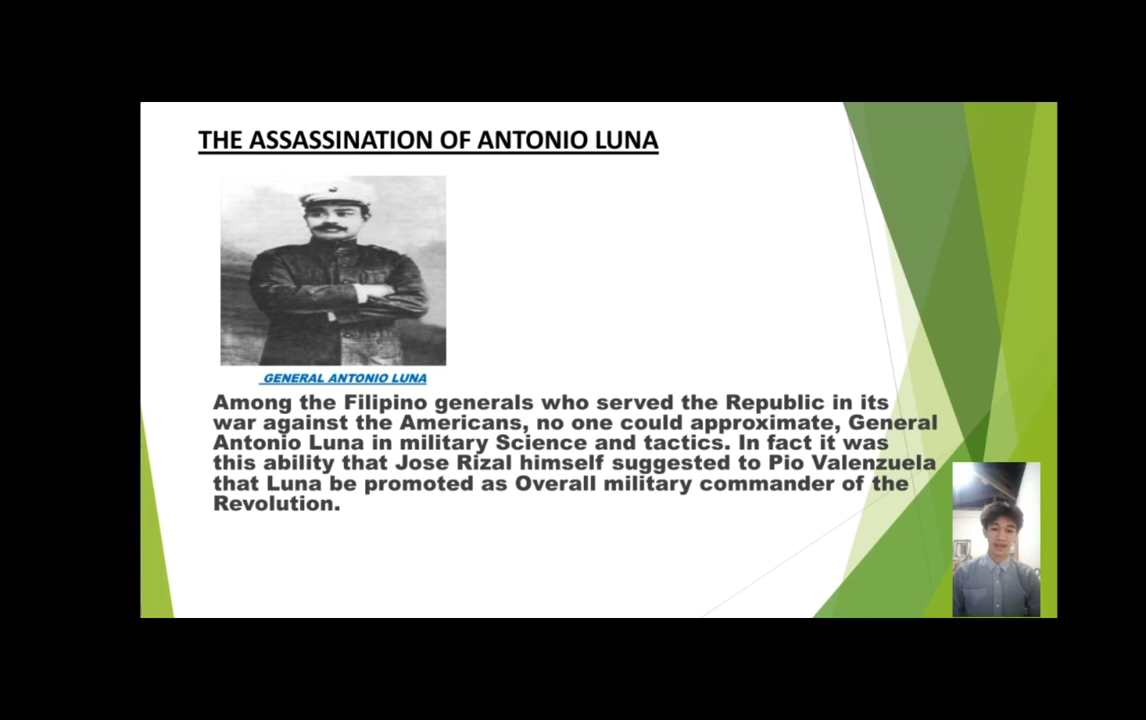 THE ASSASSINATION OF ANTONIO LUNA
GENERAL ANTONIO LUNA
Among the Filipino generals who served the Republic in its
war against the Americans, no one could approximate, General
Antonio Luna in military Science and tactics. In fact it was
this ability that Jose Rizal himself suggested to Pio Valenzuela
that Luna be promoted as Overall military commander of the
Revolution.